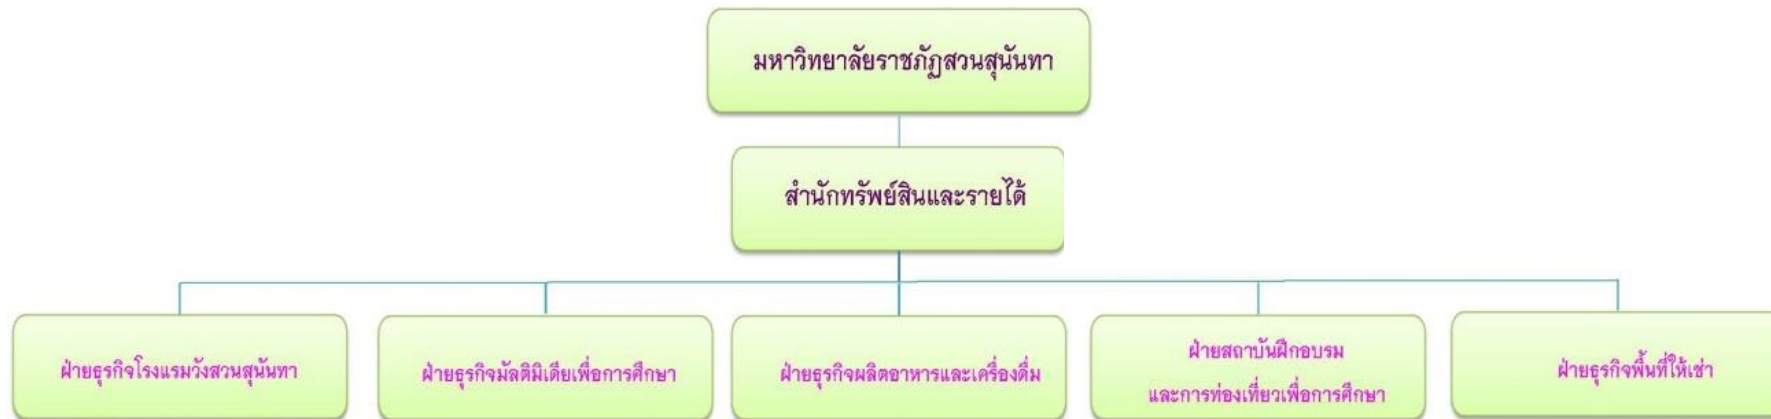 มหาวิทยาลัยราชภัฏสวนสุนันทา
สำนักทรัพย์สินและรายได้
ฝ่ายธุรกิจโรงแรมวังสวนสุนันทา
ฝ่ายธุรกิจมัลติมิเดียเพื่อการศึกษา
ฝ่ายธุรกิจผลิตอาหารและเครื่องดื่ม
ฝ่ายสถาบันฝึกอบรม
และการท่องเที่ยวเพื่อการศึกษา
ฝ่ายธุรกิจพื้นที่ให้เช่า